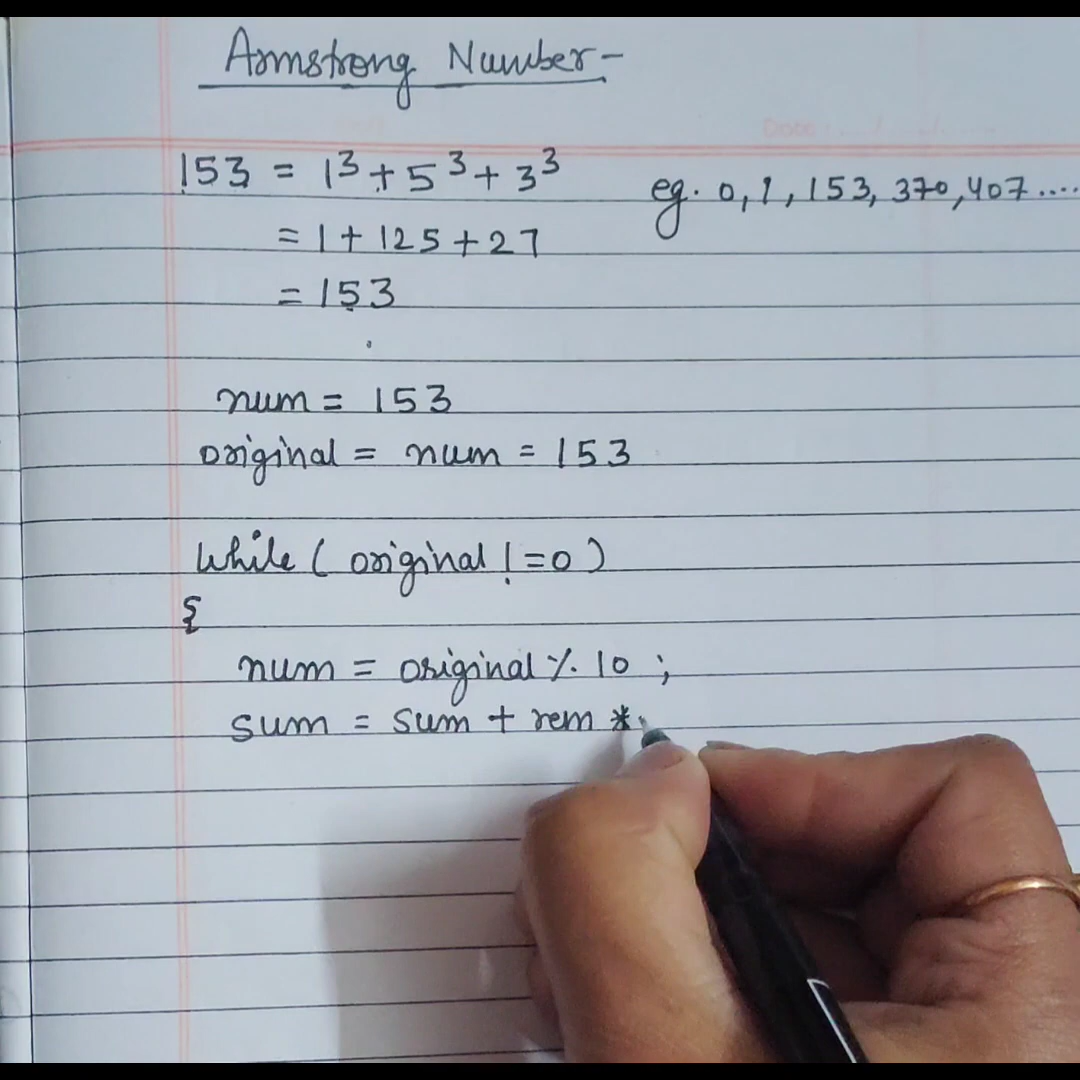 Armstrong Number-
153 = 1³ + 5³ + 3³
eg. 0, 1, 153, 370, 407....
= 1 + 125 + 27
= 153
num = 153
original = num = 153
while ( original != 0 )
{
num = original % 10 ;
sum = sum + rem *